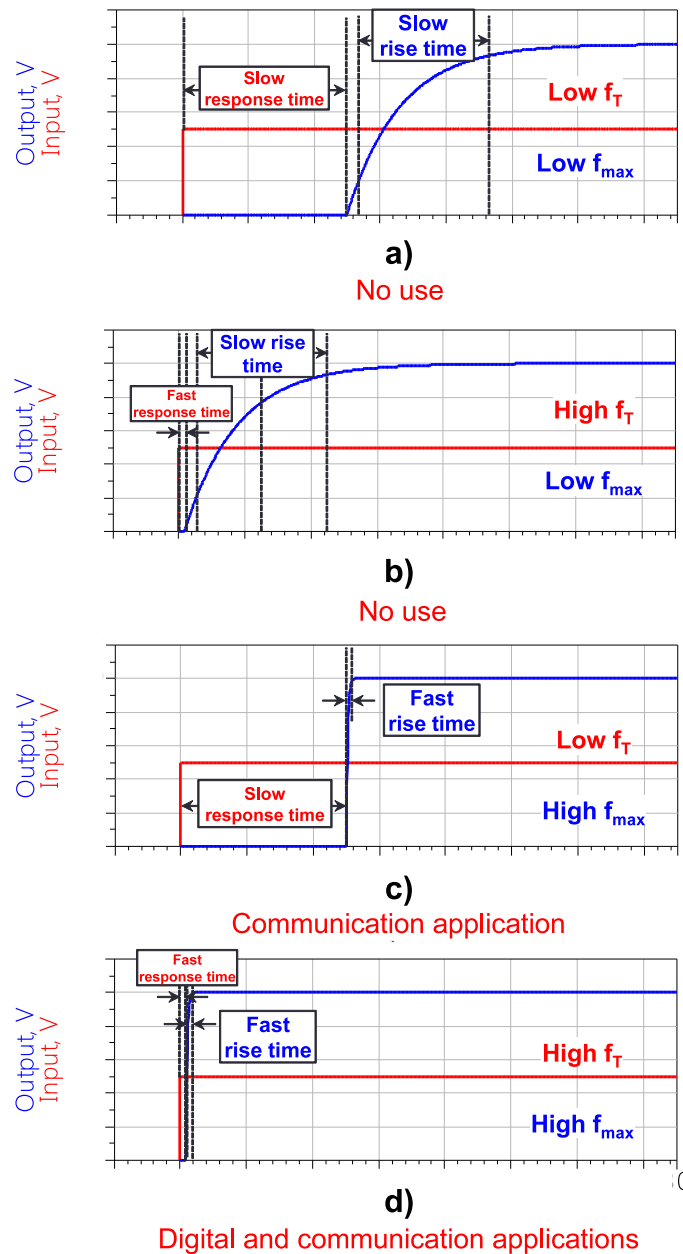 Output, V
Input, V
Slow
rise time
Slow
response time
Low fT
Low fmax
a)
No use
Output, V
Input, V
Slow rise
time
Fast
response time
High fT
Low fmax
b)
No use
Output, V
Input, V
Fast
rise time
Low fT
Slow
response time
High fmax
c)
Communication application
Output, V
Input, V
Fast
response time
Fast
rise time
High fT
High fmax
d)
Digital and communication applications